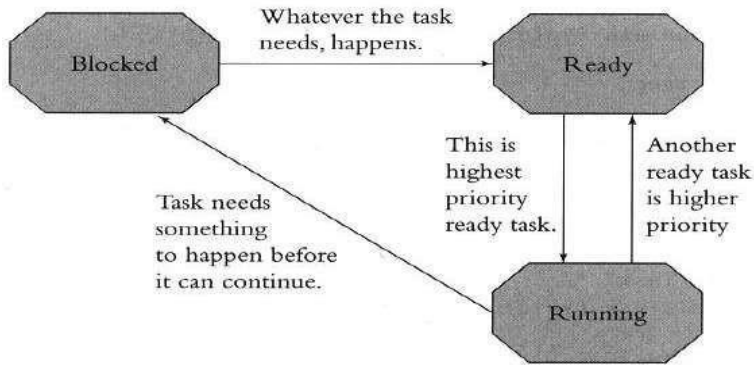 Whatever the task
needs, happens.
Blocked
Ready
This is
highest
priority
ready task.
Another
ready task
is higher
priority
Task needs
something
to happen before
it can continue.
Running